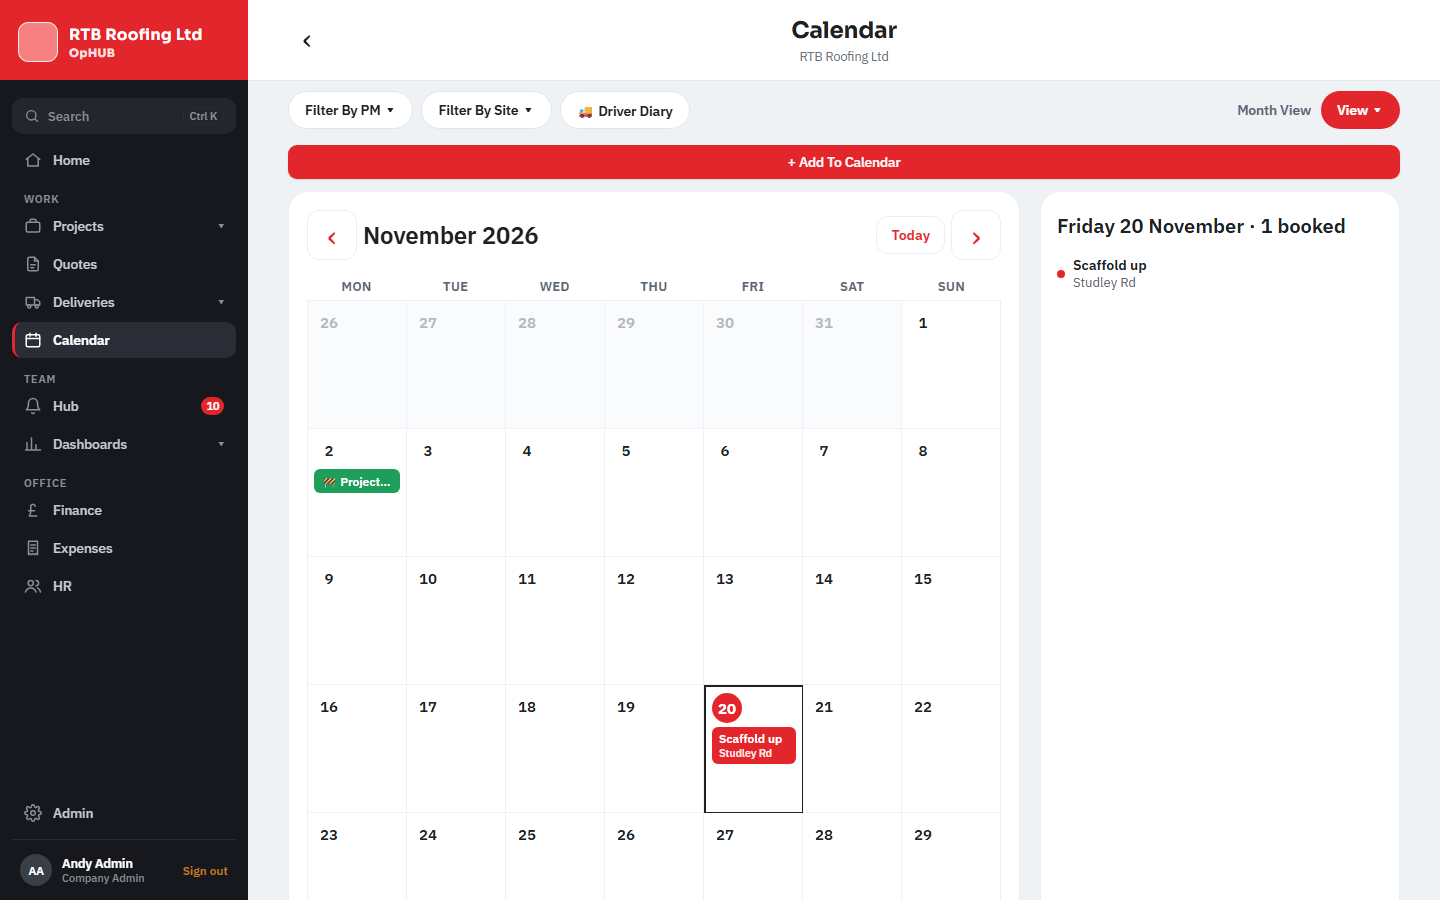 RTB Roofing Ltd
OpHUB
Search Ctrl K
Home
WORK
Projects
Quotes
Deliveries
Calendar
TEAM
Hub 10
Dashboards
OFFICE
Finance
Expenses
HR
Admin
AA Andy Admin
Company Admin
Sign out
Calendar
RTB Roofing Ltd
Filter By PM Filter By Site Driver Diary Month View View
+ Add To Calendar
November 2026 Today
MON TUE WED THU FRI SAT SUN
26 27 28 29 30 31 1
2 3 4 5 6 7 8
Project...
9 10 11 12 13 14 15
16 17 18 19 20 21 22
Scaffold up
Studley Rd
23 24 25 26 27 28 29
Friday 20 November · 1 booked
Scaffold up
Studley Rd